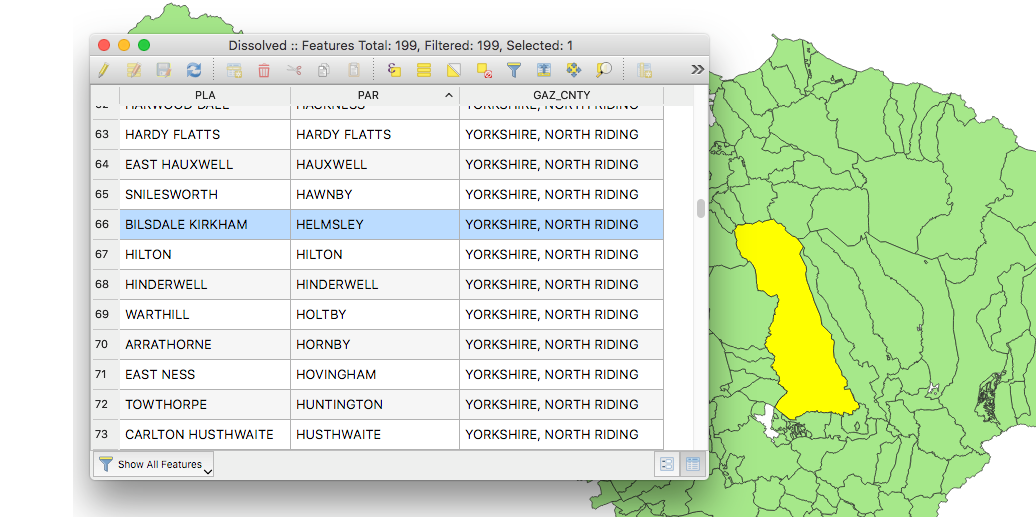 Dissolved :: Features Total: 199, Filtered: 199, Selected: 1
PLA PAR GAZ_CNTY
62 HARWOOD DALE HACKNESS YORKSHIRE, NORTH RIDING
63 HARDY FLATTS HARDY FLATTS YORKSHIRE, NORTH RIDING
64 EAST HAUXWELL HAUXWELL YORKSHIRE, NORTH RIDING
65 SNILESWORTH HAWNBY YORKSHIRE, NORTH RIDING
66 BILSDALE KIRKHAM HELMSLEY YORKSHIRE, NORTH RIDING
67 HILTON HILTON YORKSHIRE, NORTH RIDING
68 HINDERWELL HINDERWELL YORKSHIRE, NORTH RIDING
69 WARTHILL HOLTBY YORKSHIRE, NORTH RIDING
70 ARRATHORNE HORNBY YORKSHIRE, NORTH RIDING
71 EAST NESS HOVINGHAM YORKSHIRE, NORTH RIDING
72 TOWTHORPE HUNTINGTON YORKSHIRE, NORTH RIDING
73 CARLTON HUSTHWAITE HUSTHWAITE YORKSHIRE, NORTH RIDING
Show All Features